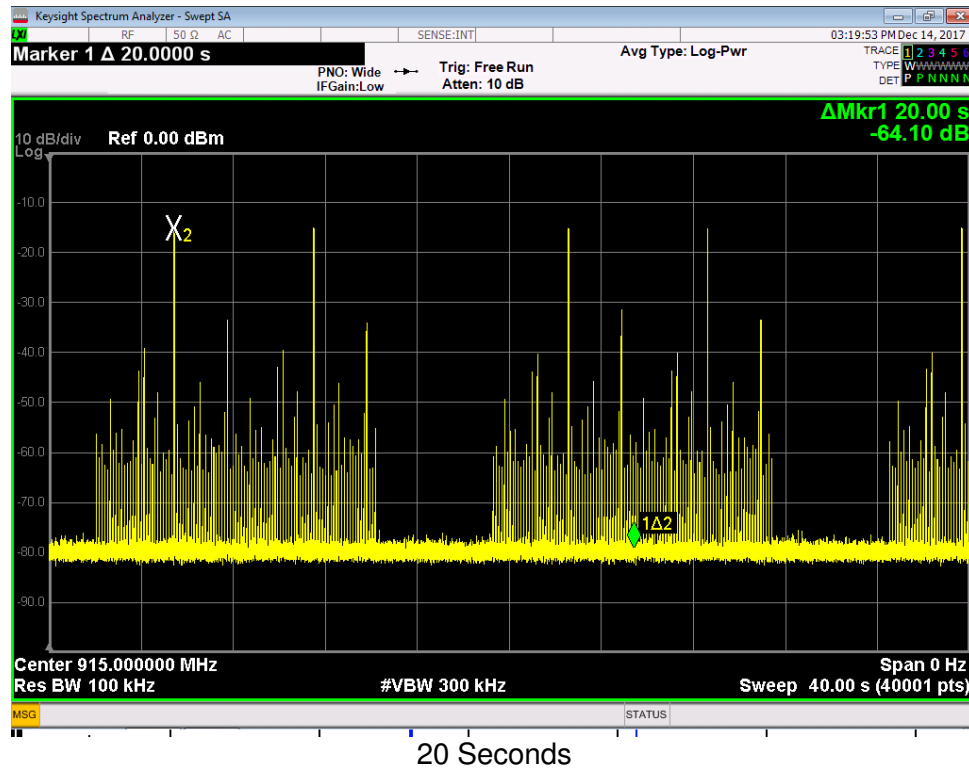 Keysight Spectrum Analyzer - Swept SA
LXI RF 50 Ω AC SENSE:INT 03:19:53 PM Dec 14, 2017
Marker 1 Δ 20.0000 s
PNO: Wide
IFGain:Low
Trig: Free Run
Atten: 10 dB
Avg Type: Log-Pwr
TRACE 1 2 3 4 5 6
TYPE WWWWWW
DET P P N N N N
ΔMkr1 20.00 s
-64.10 dB
10 dB/div Ref 0.00 dBm
Log
-10.0
X2
-20.0
-30.0
-40.0
-50.0
-60.0
-70.0
1Δ2
-80.0
-90.0
Center 915.000000 MHz Span 0 Hz
Res BW 100 kHz #VBW 300 kHz Sweep 40.00 s (40001 pts)
MSG STATUS
20 Seconds